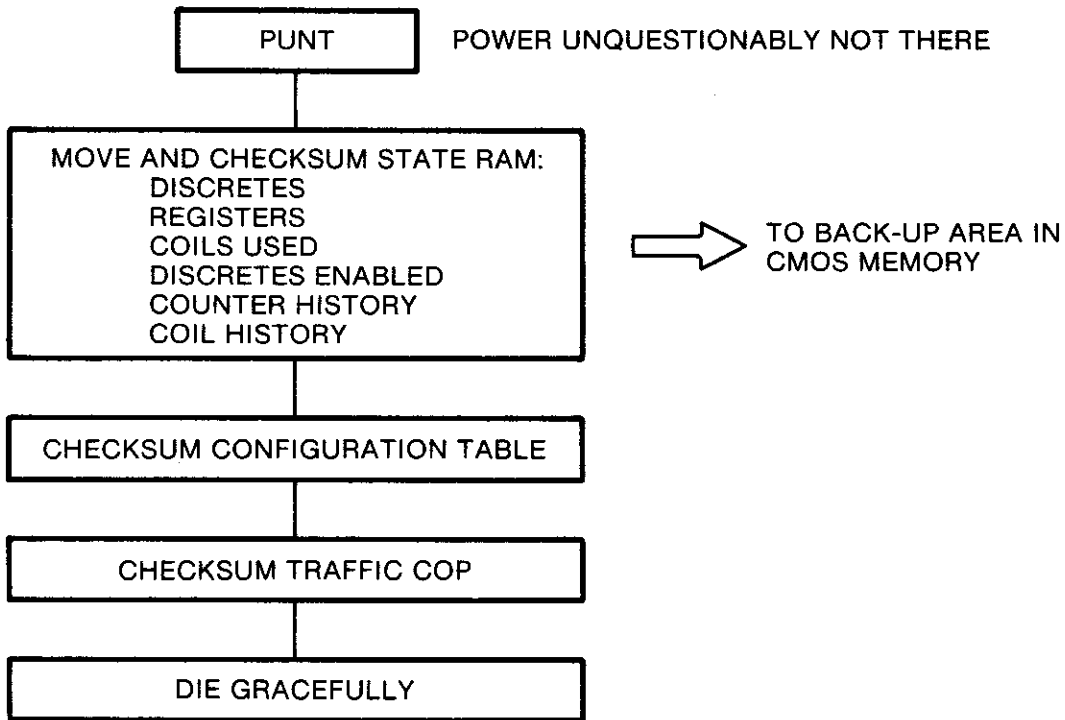 PUNT
POWER UNQUESTIONABLY NOT THERE
MOVE AND CHECKSUM STATE RAM:
DISCRETES
REGISTERS
COILS USED
DISCRETES ENABLED
COUNTER HISTORY
COIL HISTORY
TO BACK-UP AREA IN
CMOS MEMORY
CHECKSUM CONFIGURATION TABLE
CHECKSUM TRAFFIC COP
DIE GRACEFULLY